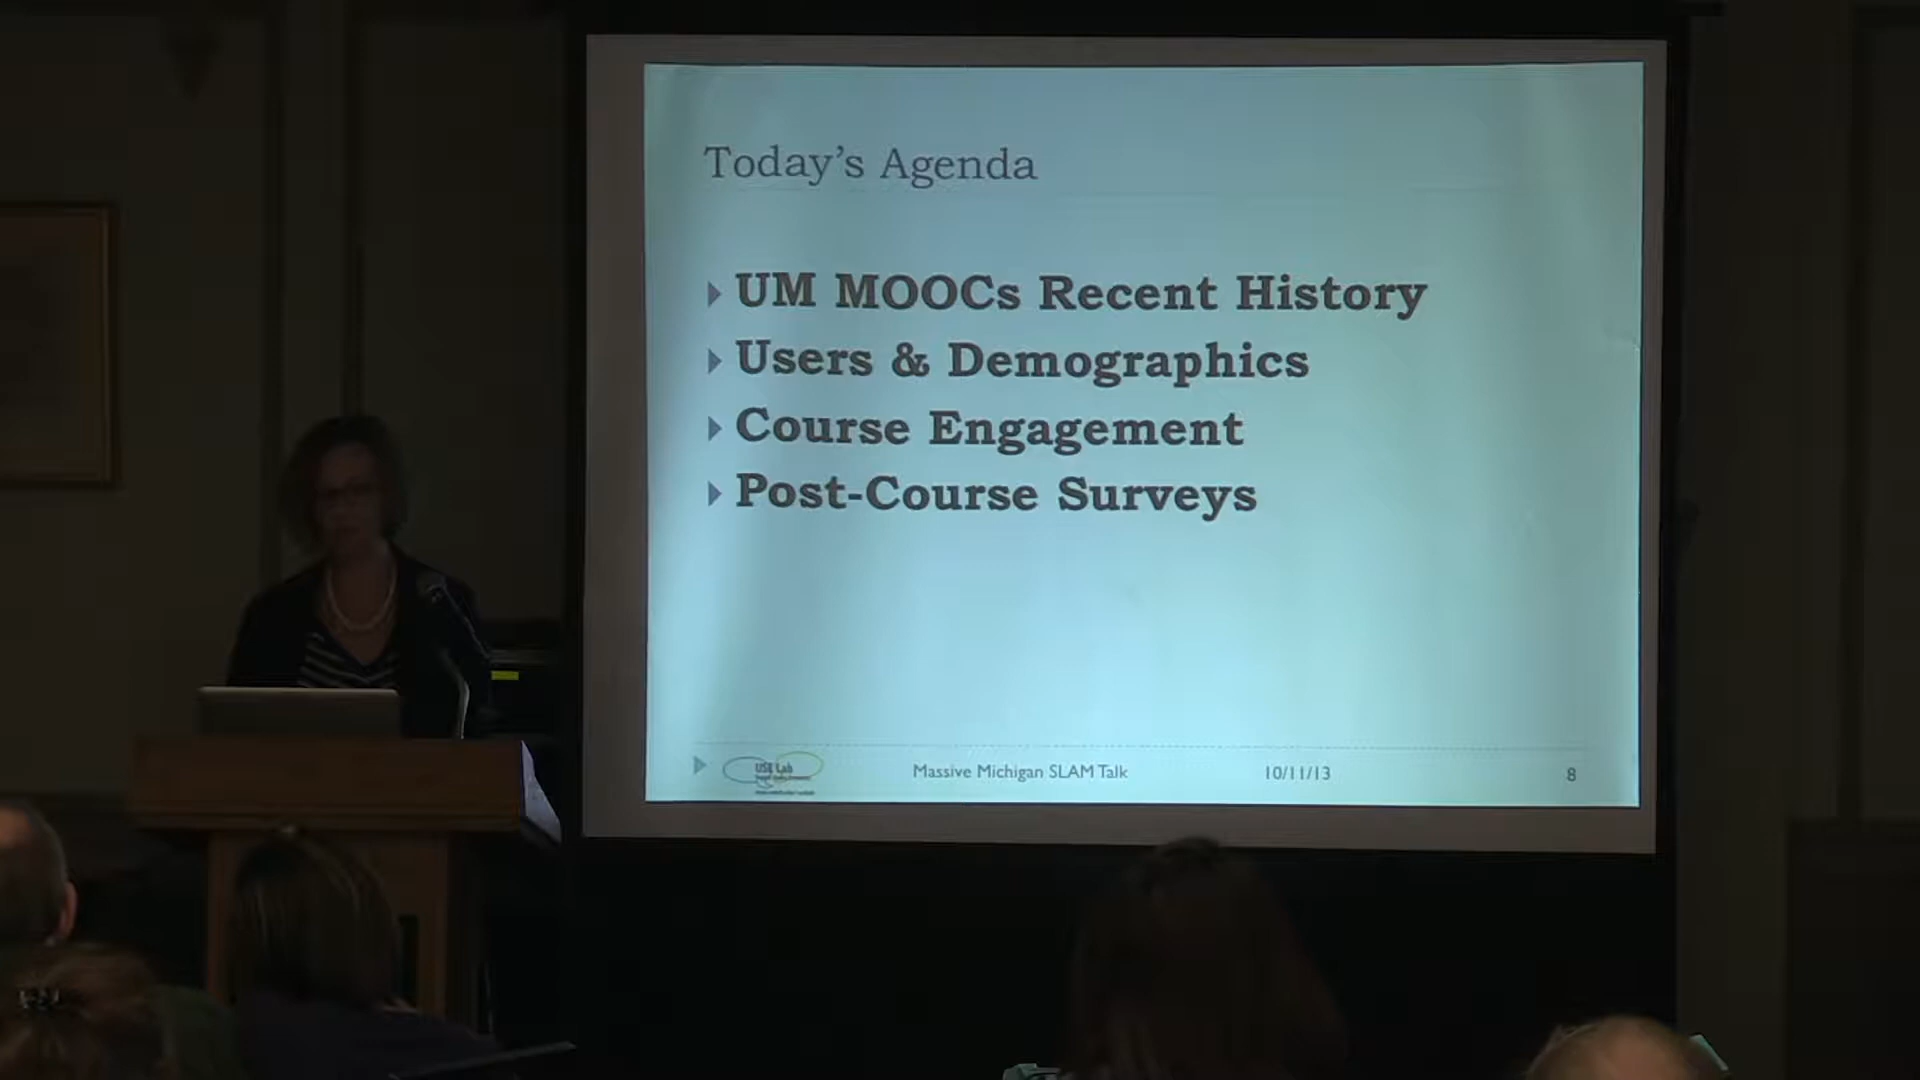 Today's Agenda
UM MOOCs Recent History
Users & Demographics
Course Engagement
Post-Course Surveys
USE Lab
Massive Michigan SLAM Talk
10/11/13
8